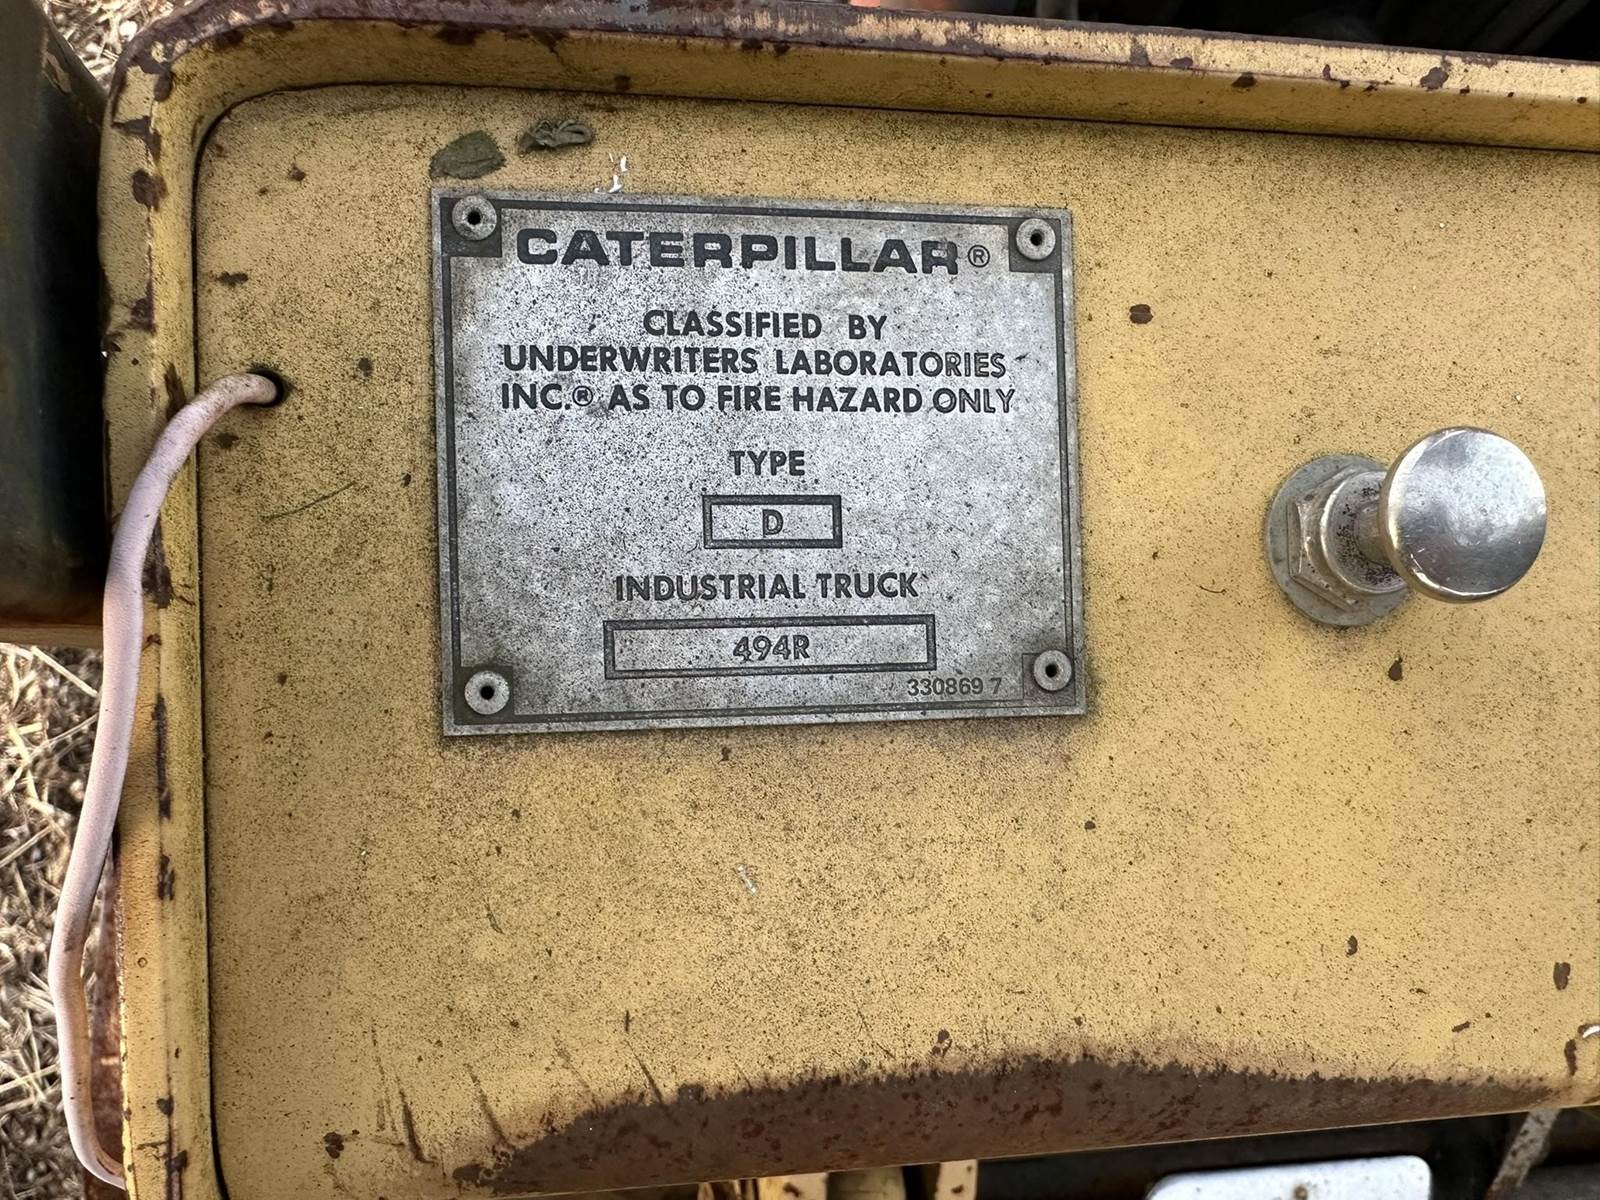 CATERPILLAR®
CLASSIFIED BY
UNDERWRITERS LABORATORIES
INC.® AS TO FIRE HAZARD ONLY
TYPE
D
INDUSTRIAL TRUCK
494R
330869 7